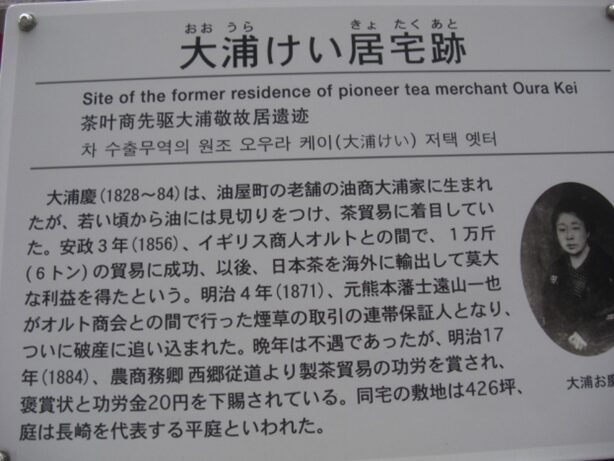 おお うら きょ たく あと
大浦けい居宅跡
Site of the former residence of pioneer tea merchant Oura Kei
茶叶商先驱大浦敬故居遗迹
차 수출무역의 원조 오우라 케이(大浦けい) 저택 옛터
大浦慶(1828～84)は、油屋町の老舗の油商大浦家に生まれ
たが、若い頃から油には見切りをつけ、茶貿易に着目してい
た。安政3年(1856)、イギリス商人オルトとの間で、1万斤
(6トン)の貿易に成功、以後、日本茶を海外に輸出して莫大
な利益を得たという。明治4年(1871)、元熊本藩士遠山一也
がオルト商会との間で行った煙草の取引の連帯保証人となり、
ついに破産に追い込まれた。晩年は不遇であったが、明治17
年(1884)、農商務卿 西郷従道より製茶貿易の功労を賞され、
褒賞状と功労金20円を下賜されている。同宅の敷地は426坪、
庭は長崎を代表する平庭といわれた。
大浦お慶